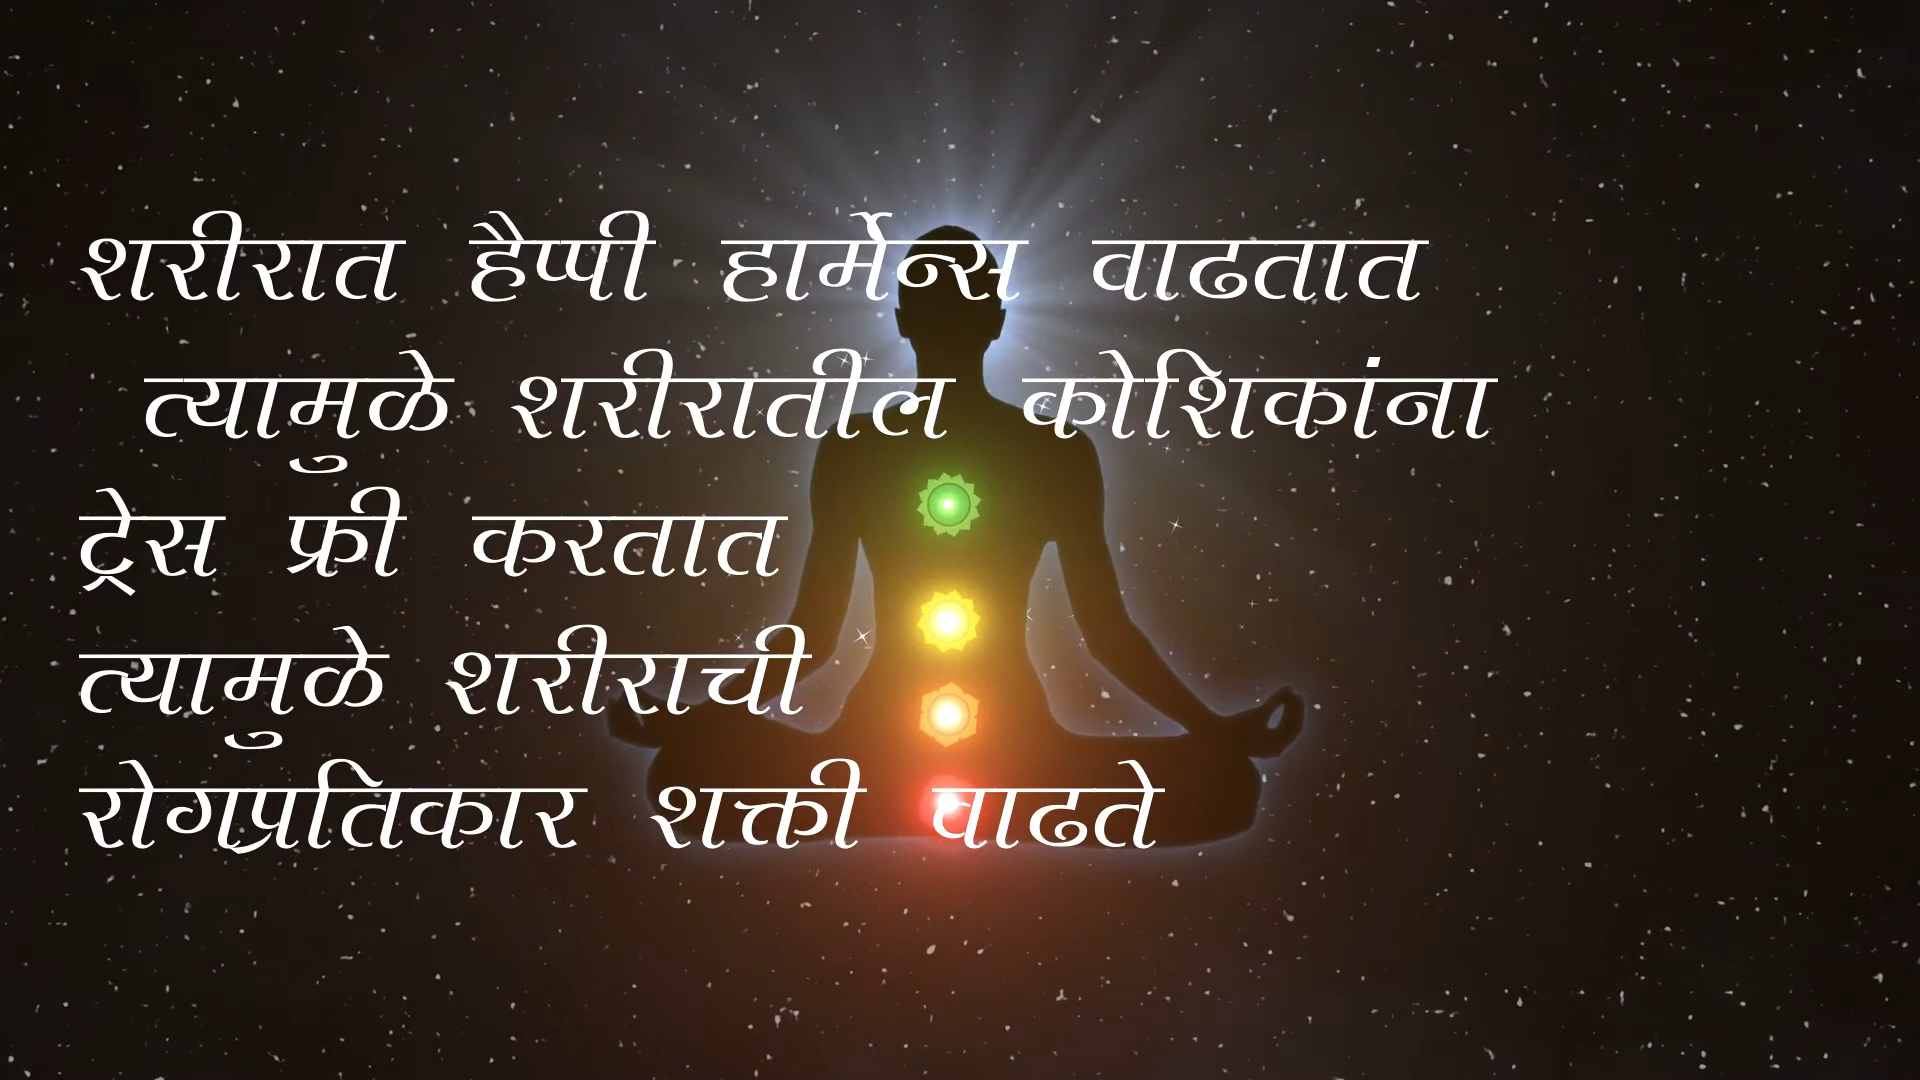 शरीरात हैप्पी हार्मेन्स वाढतात
त्यामुळे शरीरातील कोशिकांना
ट्रेस फ्री करतात
त्यामुळे शरीराची
रोगप्रतिकार शक्ती वाढते